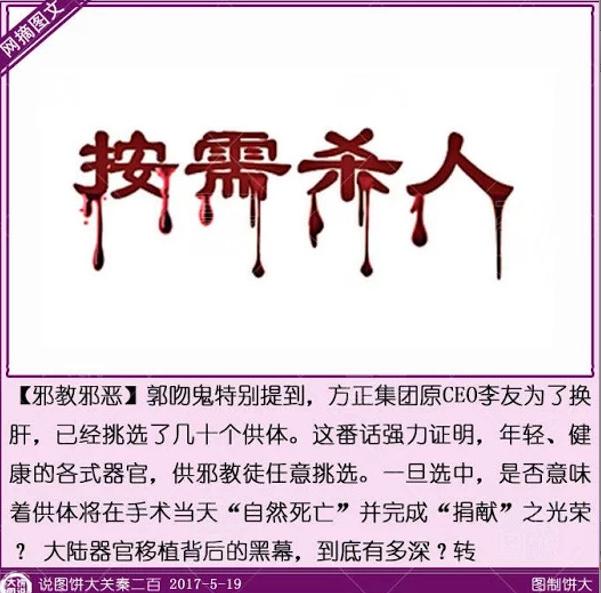 网摘图文
按需杀人
【邪教邪恶】郭吻鬼特别提到，方正集团原CEO李友为了换
肝，已经挑选了几十个供体。这番话强力证明，年轻、健
康的各式器官，供邪教徒任意挑选。一旦选中，是否意味
着供体将在手术当天“自然死亡”并完成“捐献”之光荣
？ 大陆器官移植背后的黑幕，到底有多深？转
说图饼大关秦二百 2017-5-19
图制饼大